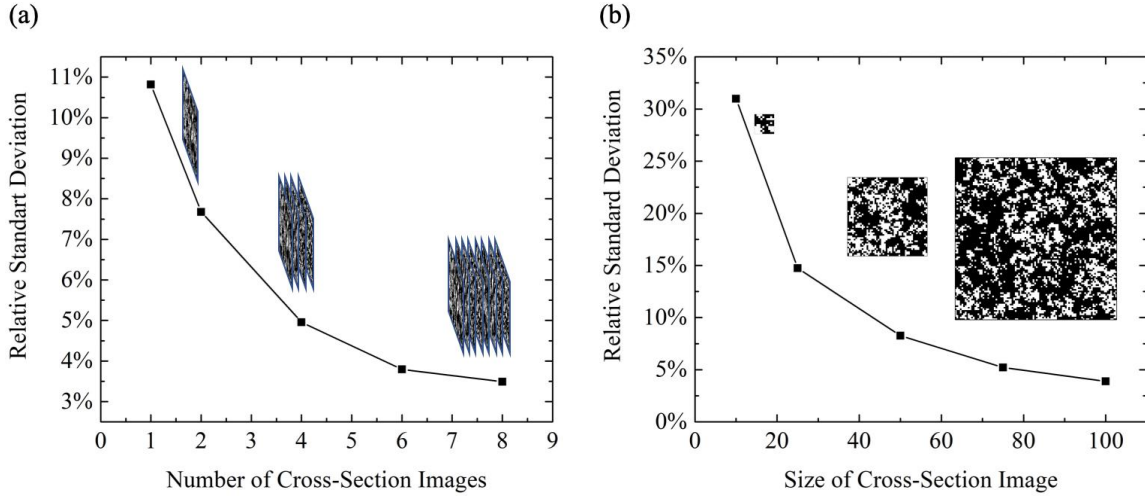 (a)
11%
10%
9%
8%
7%
6%
5%
4%
3%
0 1 2 3 4 5 6 7 8 9
Relative Standart Deviation
Number of Cross-Section Images
(b)
35%
30%
25%
20%
15%
10%
5%
0%
0 20 40 60 80 100
Relative Standard Deviation
Size of Cross-Section Image